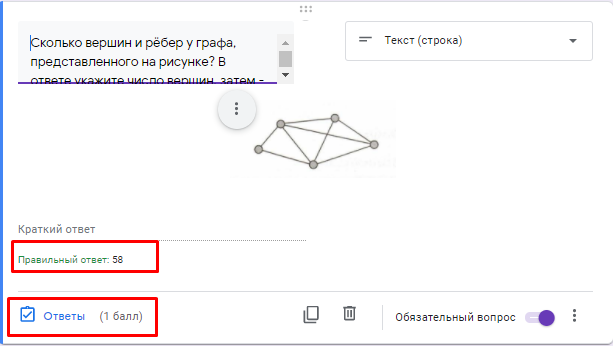 Сколько вершин и рёбер у графа,
представленного на рисунке? В
ответе укажите число вершин, затем -
Текст (строка)
Краткий ответ
Правильный ответ: 58
Ответы (1 балл)
Обязательный вопрос